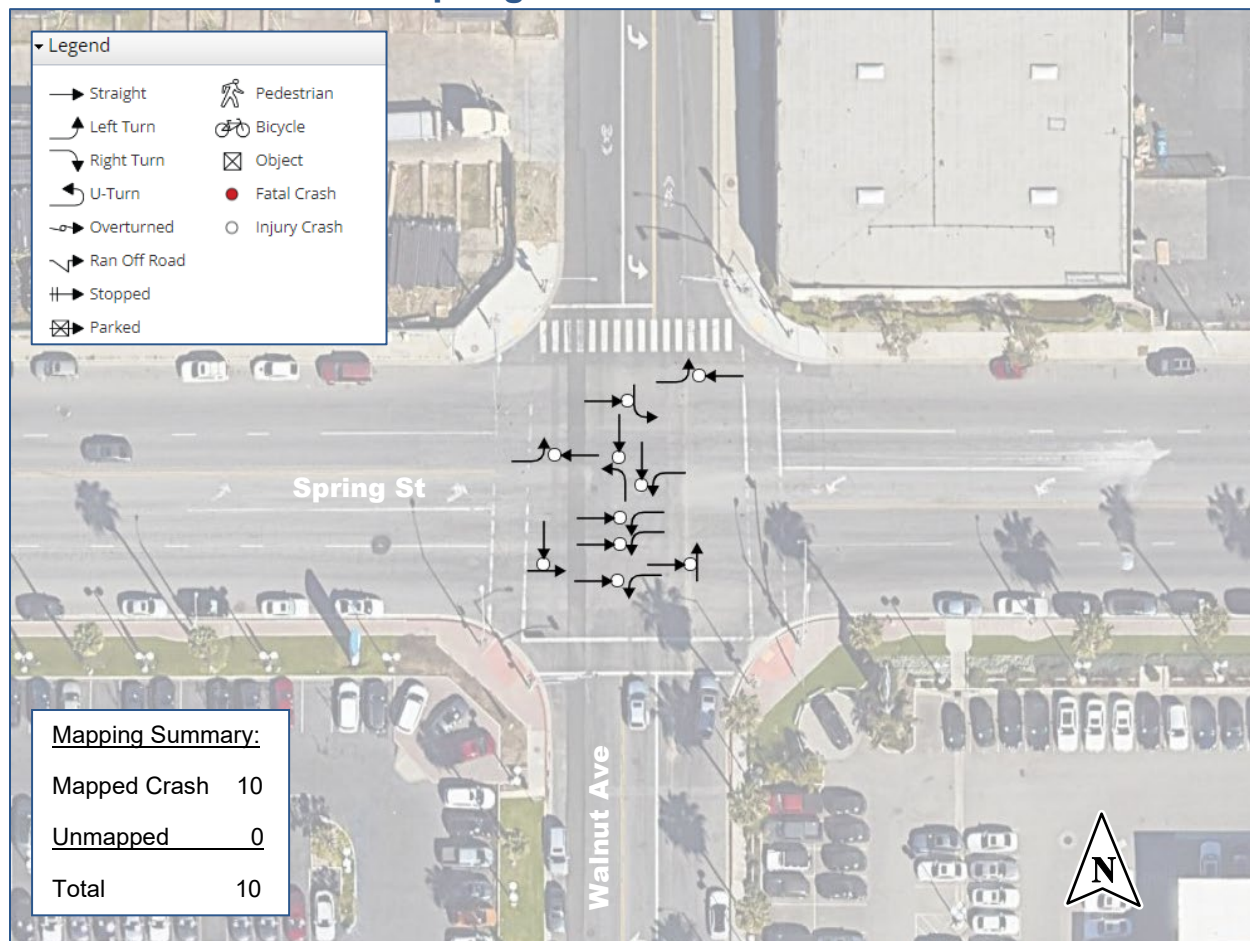 Legend
Straight
Pedestrian
Left Turn
Bicycle
Right Turn
Object
U-Turn
Fatal Crash
Overturned
Injury Crash
Ran Off Road
Stopped
Parked
Spring St
Mapping Summary:
Mapped Crash 10
Unmapped 0
Total 10
Walnut Ave
N